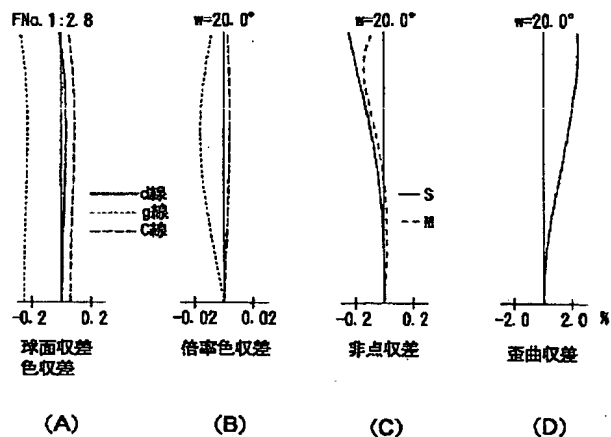 FNo. 1:2.8
w=20.0°
w=20.0°
w=20.0°
d線
g線
C線
S
M
-0.2 0.2
-0.02 0.02
-0.2 0.2
-2.0 2.0 %
球面収差
色収差
倍率色収差
非点収差
歪曲収差
(A)
(B)
(C)
(D)